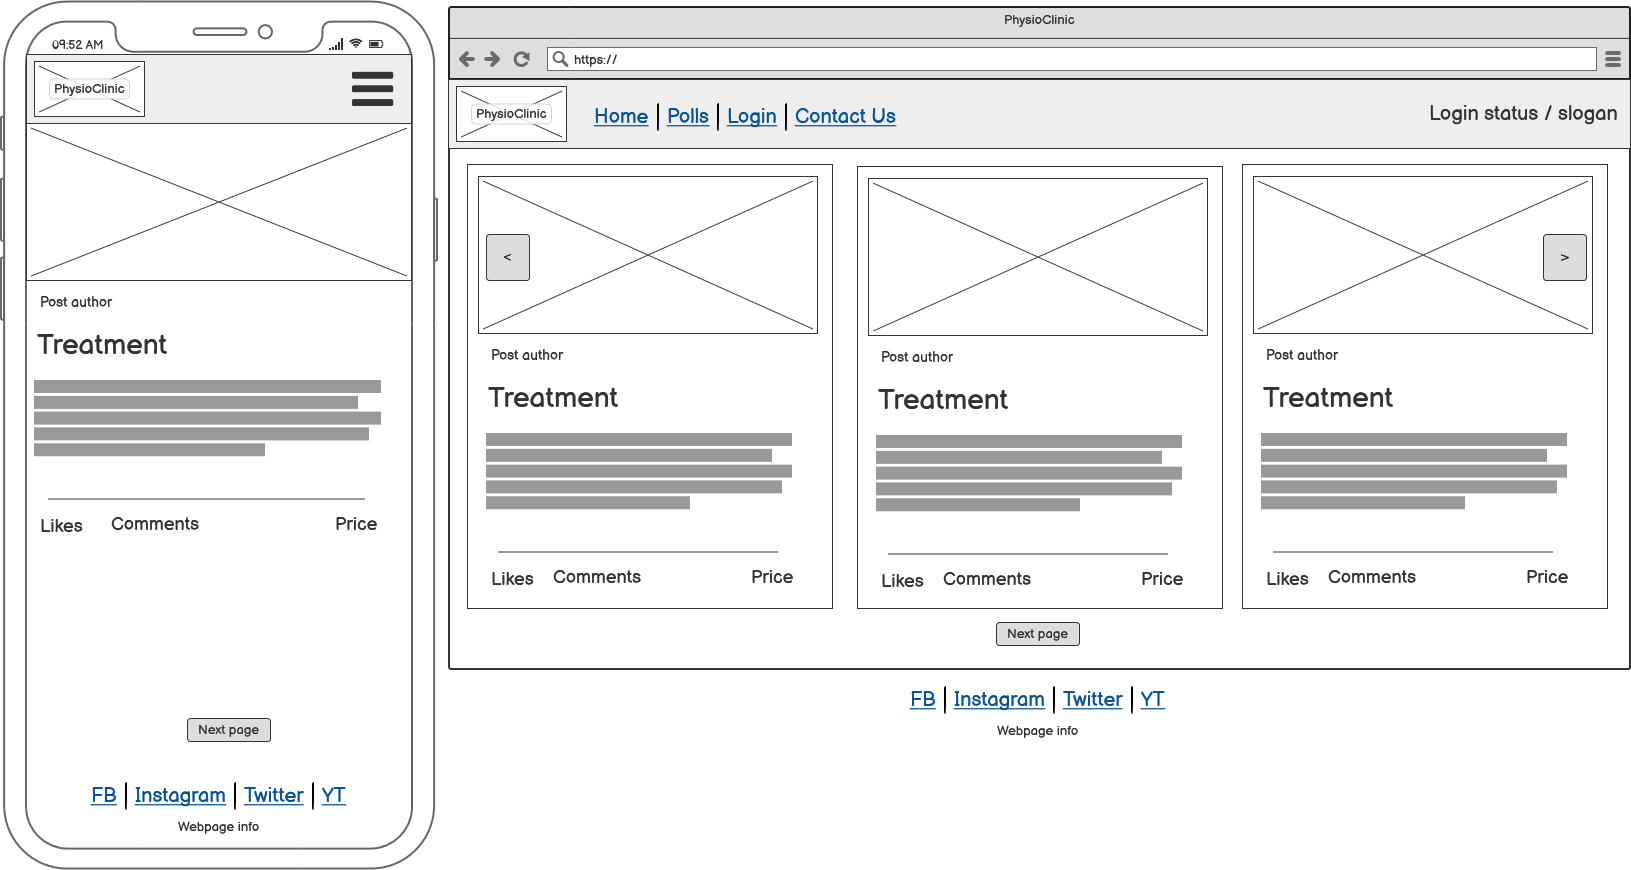 09:52 AM
PhysioClinic
Post author
Treatment
Likes Comments Price
Next page
FB Instagram Twitter YT
Webpage info
PhysioClinic
https://
PhysioClinic
Home Polls Login Contact Us
Login status / slogan
<
Post author
Treatment
Likes Comments Price
Post author
Treatment
Likes Comments Price
>
Post author
Treatment
Likes Comments Price
Next page
FB Instagram Twitter YT
Webpage info